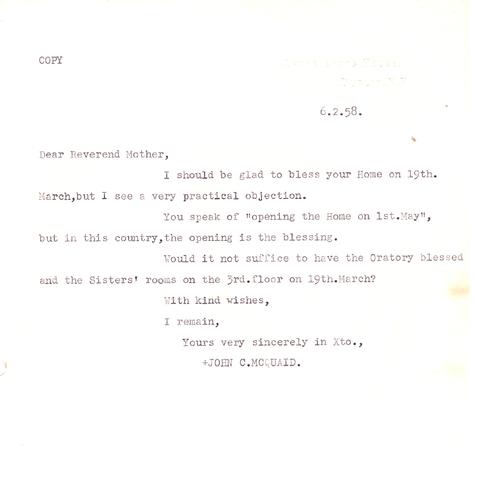 COPY
6.2.58.
Dear Reverend Mother,
I should be glad to bless your Home on 19th.
March,but I see a very practical objection.
You speak of "opening the Home on 1st.May",
but in this country,the opening is the blessing.
Would it not suffice to have the Oratory blessed
and the Sisters' rooms on the 3rd.floor on 19th.March?
With kind wishes,
I remain,
Yours very sincerely in Xto.,
+JOHN C.MCQUAID.